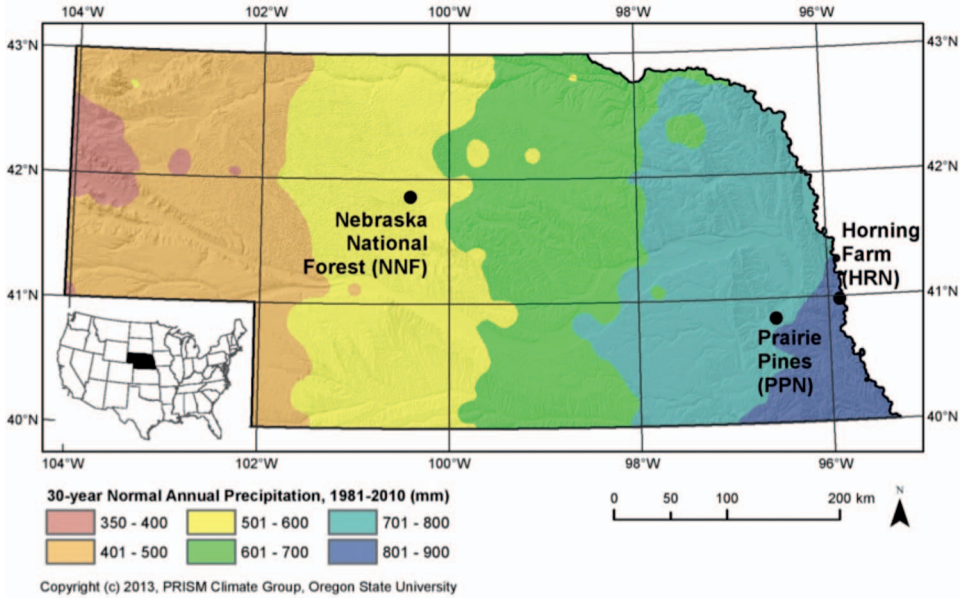 104°W 102°W 100°W 98°W 96°W
43°N 43°N
42°N 42°N
Nebraska
National
Forest (NNF)
Horning
Farm
(HRN)
41°N 41°N
Prairie
Pines
(PPN)
40°N 40°N
104°W 102°W 100°W 98°W 96°W
30-year Normal Annual Precipitation, 1981-2010 (mm)
350 - 400 501 - 600 701 - 800
401 - 500 601 - 700 801 - 900
0 50 100 200 km
N
Copyright (c) 2013, PRISM Climate Group, Oregon State University